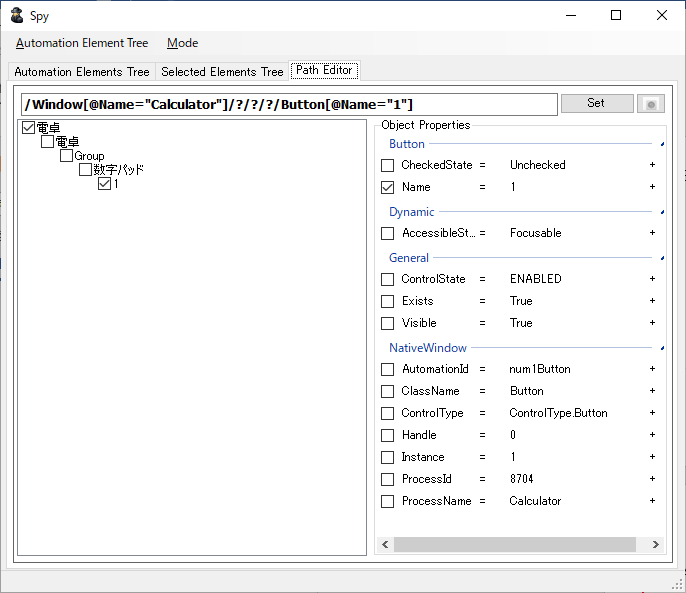 Spy
Automation Element Tree Mode
Automation Elements Tree Selected Elements Tree Path Editor
/Window[@Name="Calculator"]/?/?/?/Button[@Name="1"] Set
電卓
電卓
Group
数字パッド
1
Object Properties
Button
CheckedState = Unchecked +
Name = 1 +
Dynamic
AccessibleSt... = Focusable +
General
ControlState = ENABLED +
Exists = True +
Visible = True +
NativeWindow
AutomationId = num1Button +
ClassName = Button +
ControlType = ControlType.Button +
Handle = 0 +
Instance = 1 +
ProcessId = 8704 +
ProcessName = Calculator +